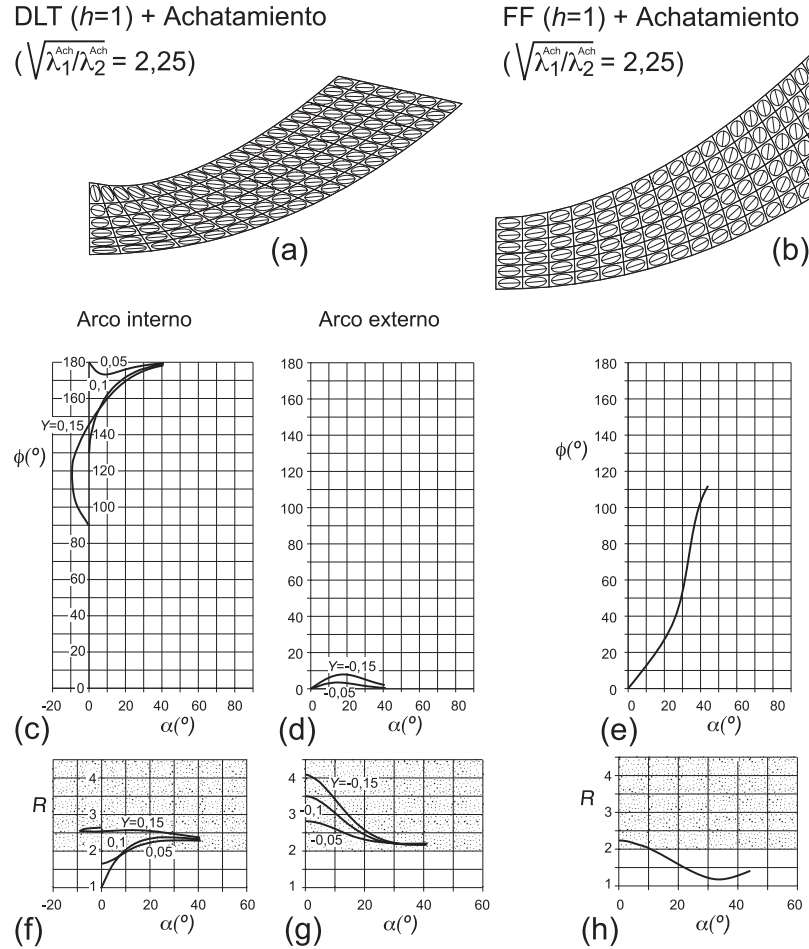 DLT (h=1) + Achatamiento
(√λ₁ᴬᶜʰ/λ₂ᴬᶜʰ = 2,25)
FF (h=1) + Achatamiento
(√λ₁ᴬᶜʰ/λ₂ᴬᶜʰ = 2,25)
(a)
(b)
Arco interno
Arco externo
180
160
140
120
100
80
60
40
20
0
ϕ(º)
0,05
0,1
Y=0,15
-20 0 20 40 60 80
α(º)
(c)
180
160
140
120
100
80
60
40
20
0
Y=-0,15
-0,05
0 20 40 60 80
α(º)
(d)
180
160
140
120
100
80
60
40
20
0
ϕ(º)
0 20 40 60 80
α(º)
(e)
R
4
3
2
1
Y=0,15
0,1
0,05
-20 0 20 40 60
α(º)
(f)
4
3
2
1
Y=-0,15
-0,1
-0,05
0 20 40 60
α(º)
(g)
R
4
3
2
1
0 20 40 60
α(º)
(h)